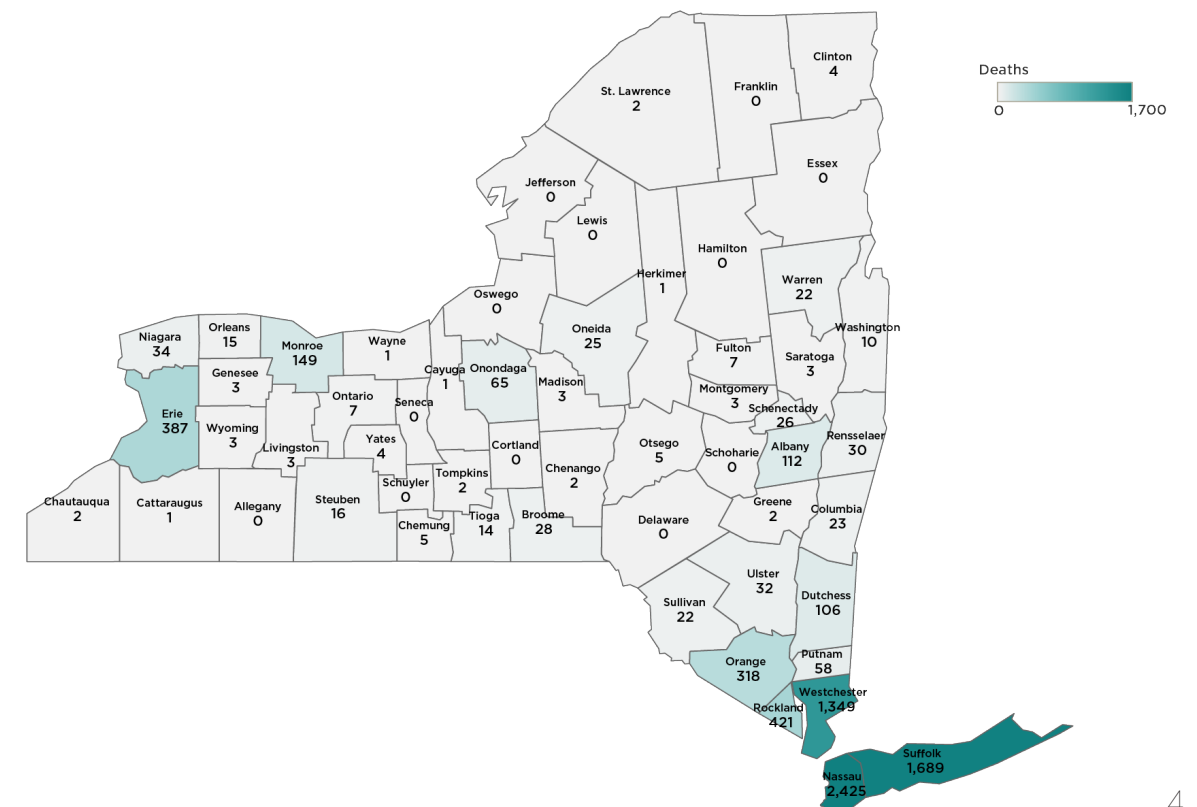 Clinton
4
Deaths
0
1,700
St. Lawrence
2
Franklin
0
Essex
0
Jefferson
0
Lewis
0
Hamilton
0
Herkimer
1
Warren
22
Oswego
0
Oneida
25
Washington
10
Niagara
34
Orleans
15
Monroe
149
Wayne
1
Fulton
7
Saratoga
3
Genesee
3
Cayuga
1
Onondaga
65
Madison
3
Montgomery
3
Schenectady
26
Erie
387
Ontario
7
Seneca
0
Wyoming
3
Livingston
3
Yates
4
Cortland
0
Otsego
5
Schoharie
0
Albany
112
Rensselaer
30
Chautauqua
2
Cattaraugus
1
Allegany
0
Steuben
16
Schuyler
0
Tompkins
2
Chenango
2
Chemung
5
Tioga
14
Broome
28
Delaware
0
Greene
2
Columbia
23
Ulster
32
Sullivan
22
Dutchess
106
Orange
318
Putnam
58
Westchester
1,349
Rockland
421
Suffolk
1,689
Nassau
2,425